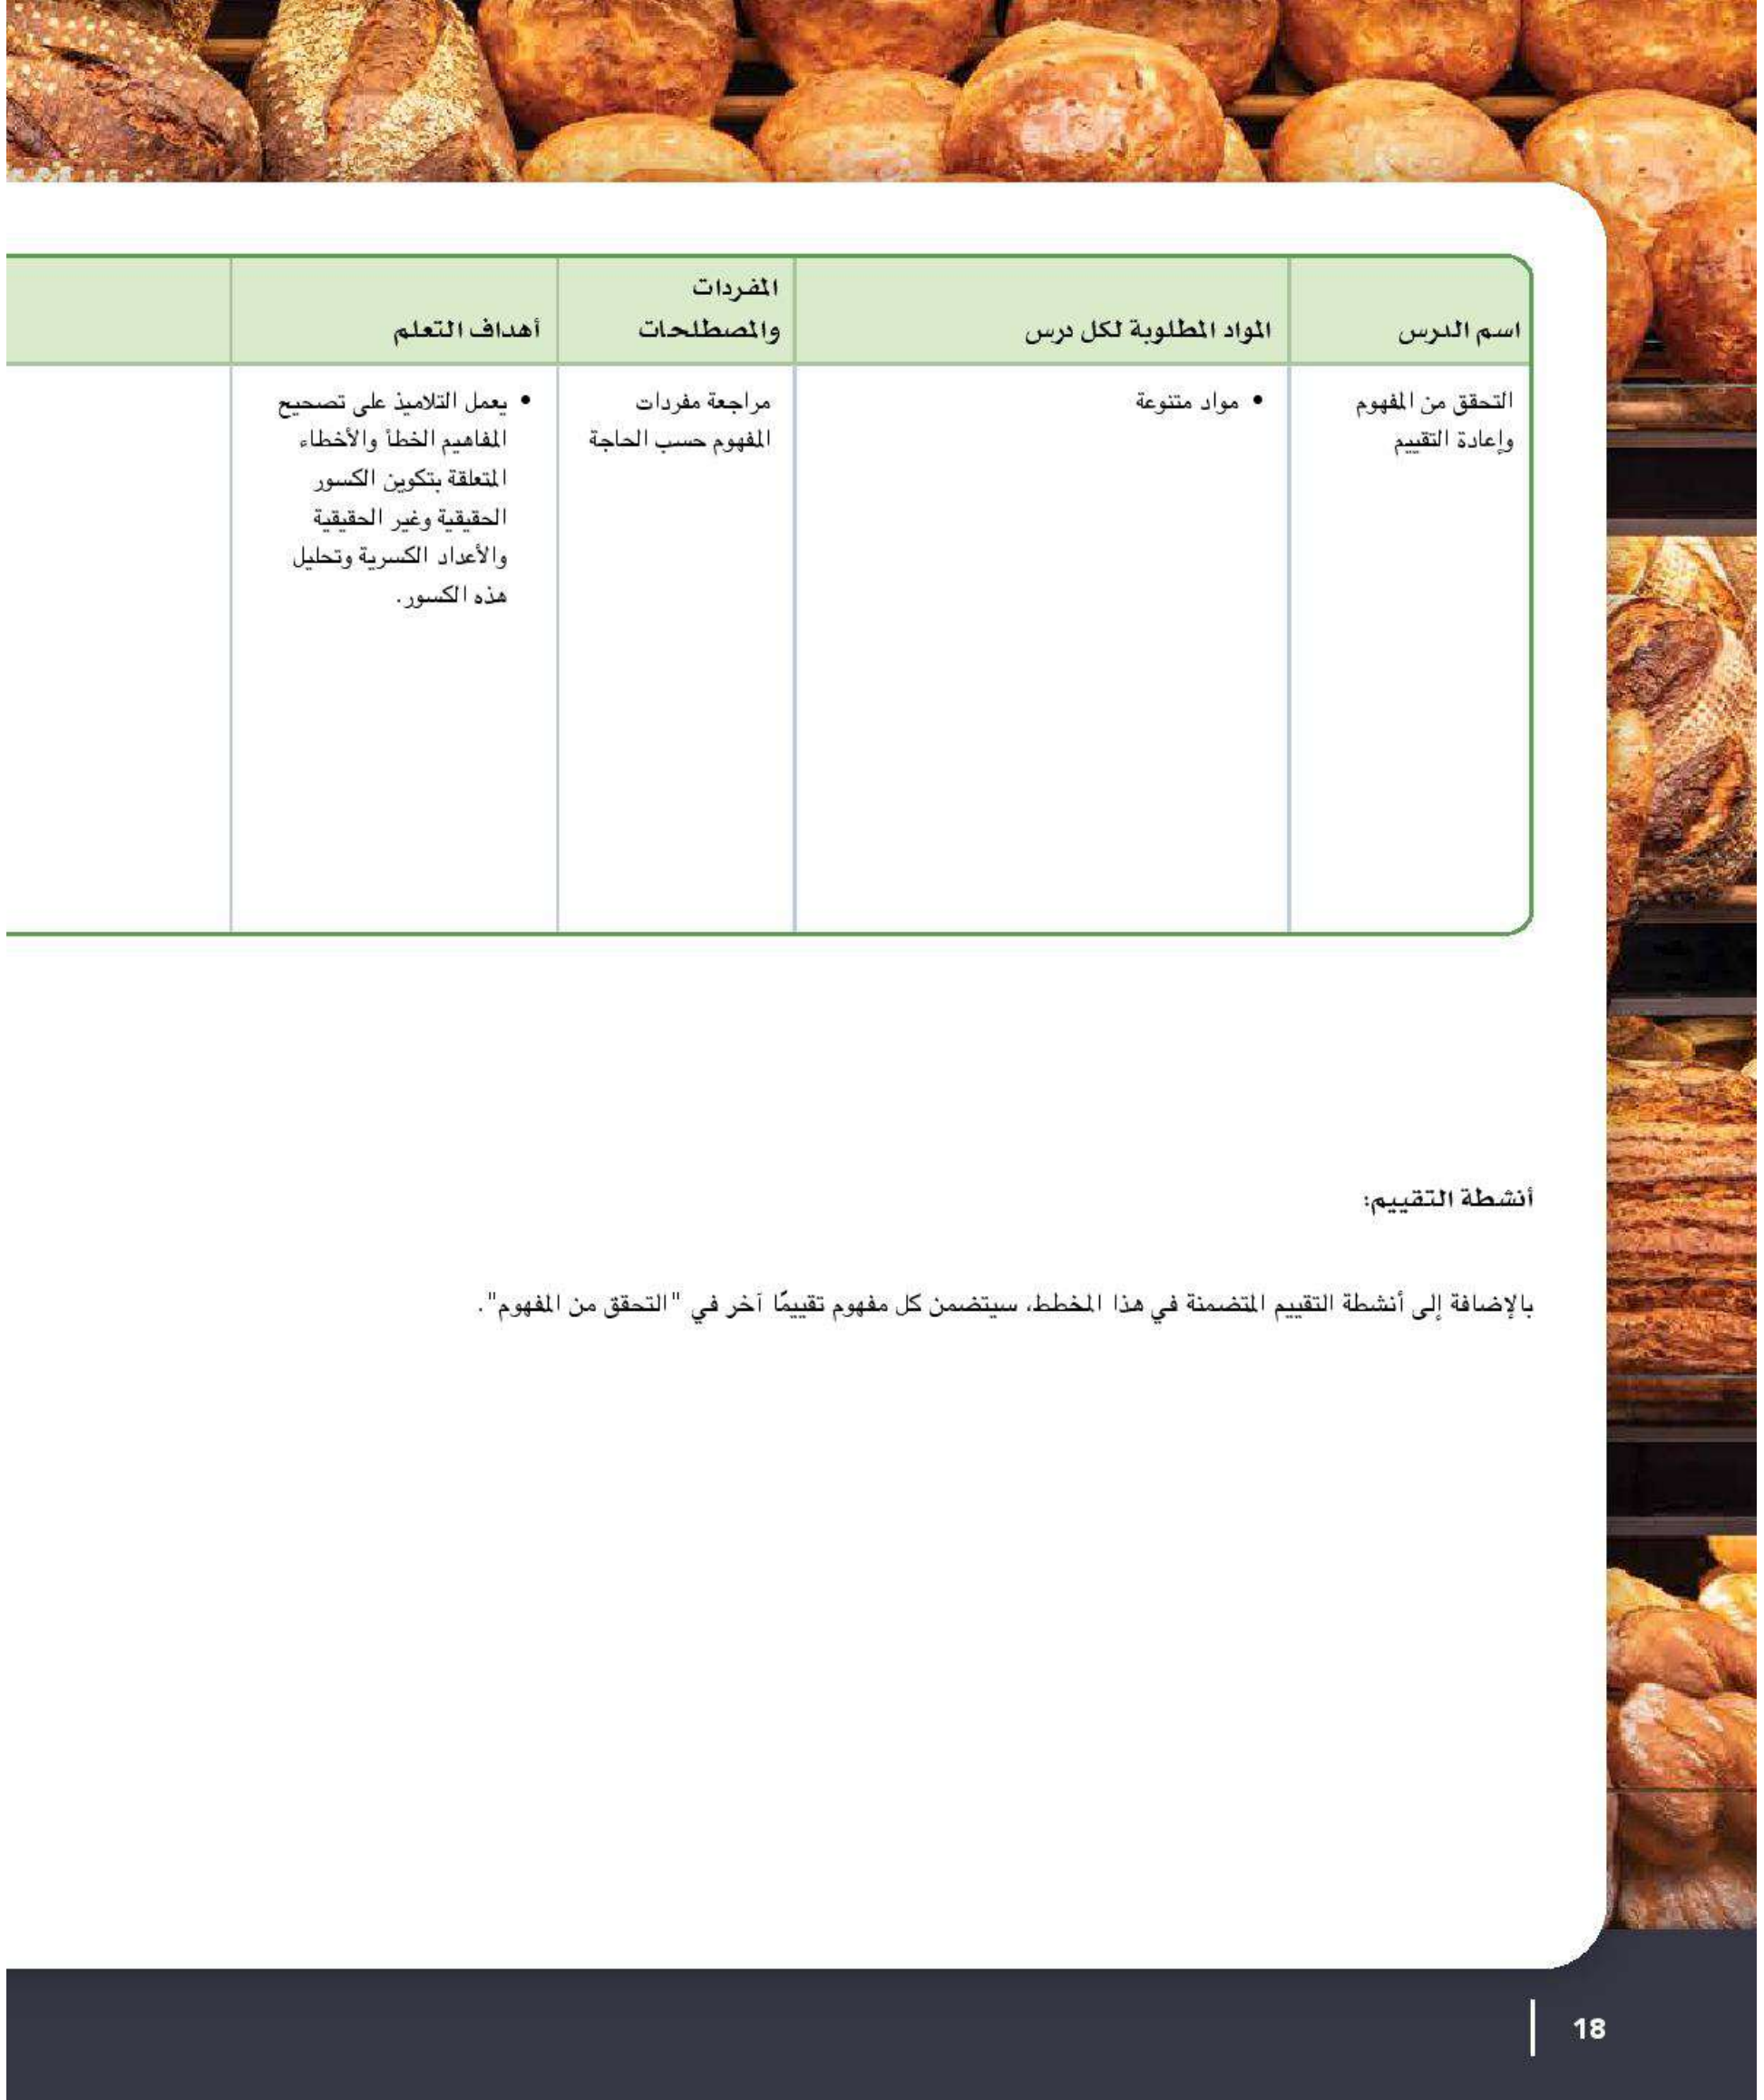 اسم الدرس
المواد المطلوبة لكل درس
المفردات
والمصطلحات
أهداف التعلم
التحقق من المفهوم
وإعادة التقييم
• مواد متنوعة
مراجعة مفردات
المفهوم حسب الحاجة
• يعمل التلاميذ على تصحيح
المفاهيم الخطأ والأخطاء
المتعلقة بتكوين الكسور
الحقيقية وغير الحقيقية
والأعداد الكسرية وتحليل
هذه الكسور.
أنشطة التقييم:
بالإضافة إلى أنشطة التقييم المتضمنة في هذا المخطط، سيتضمن كل مفهوم تقييمًا آخر في "التحقق من المفهوم".
18